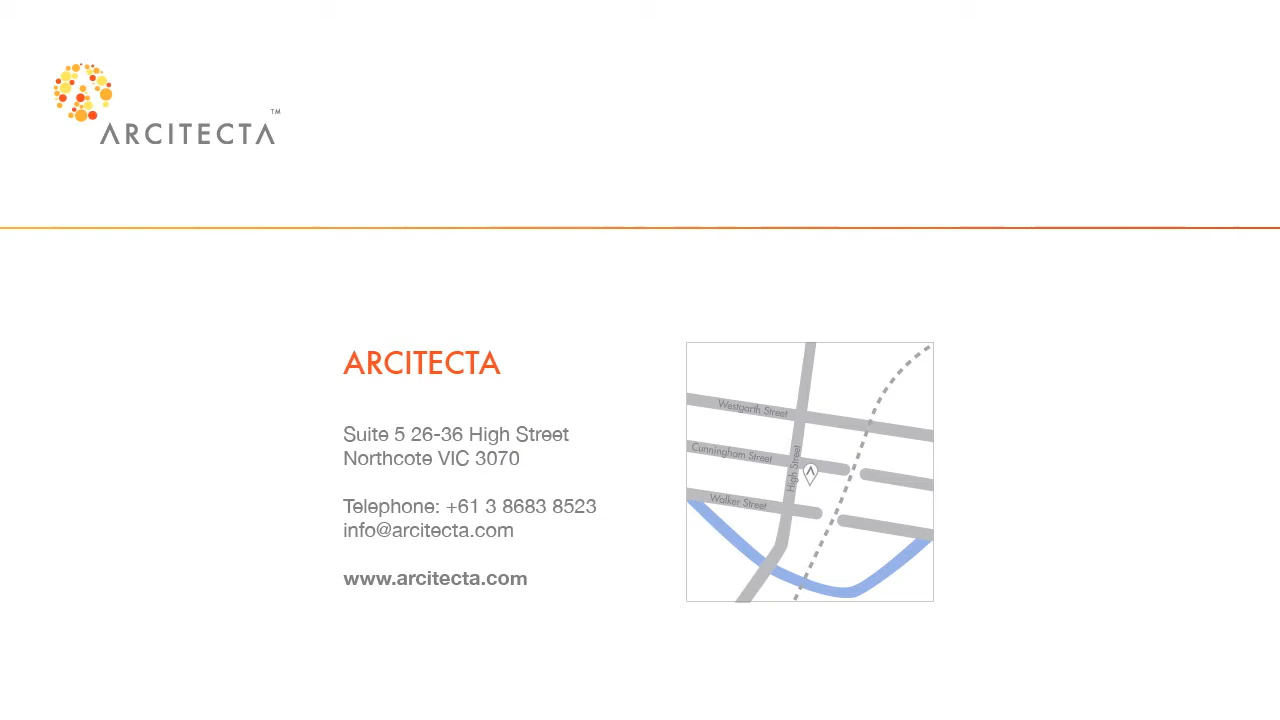 ARCITECTA™
ARCITECTA
Suite 5 26-36 High Street
Northcote VIC 3070
Telephone: +61 3 8683 8523
info@arcitecta.com
www.arcitecta.com
Westgarth Street
Cunningham Street
High Street
Walker Street